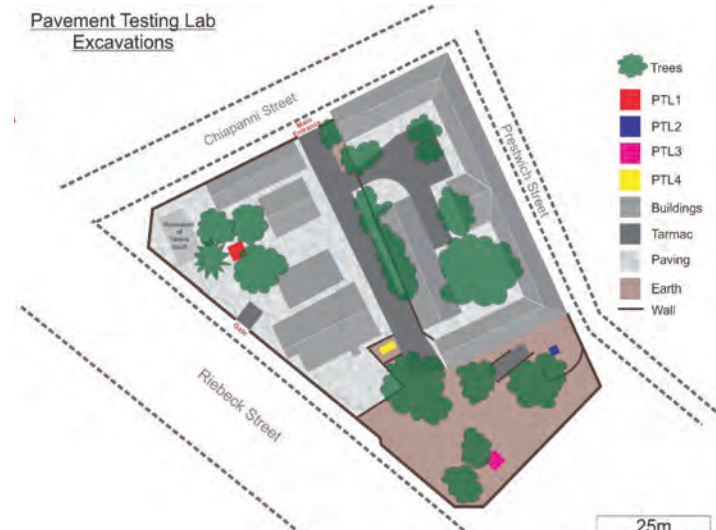 Pavement Testing Lab
Excavations
Chiapanni Street
Main
Entrance
Prestwich Street
Trees
PTL1
PTL2
PTL3
PTL4
Buildings
Tarmac
Paving
Earth
Wall
Gate
Riebeck Street
25m